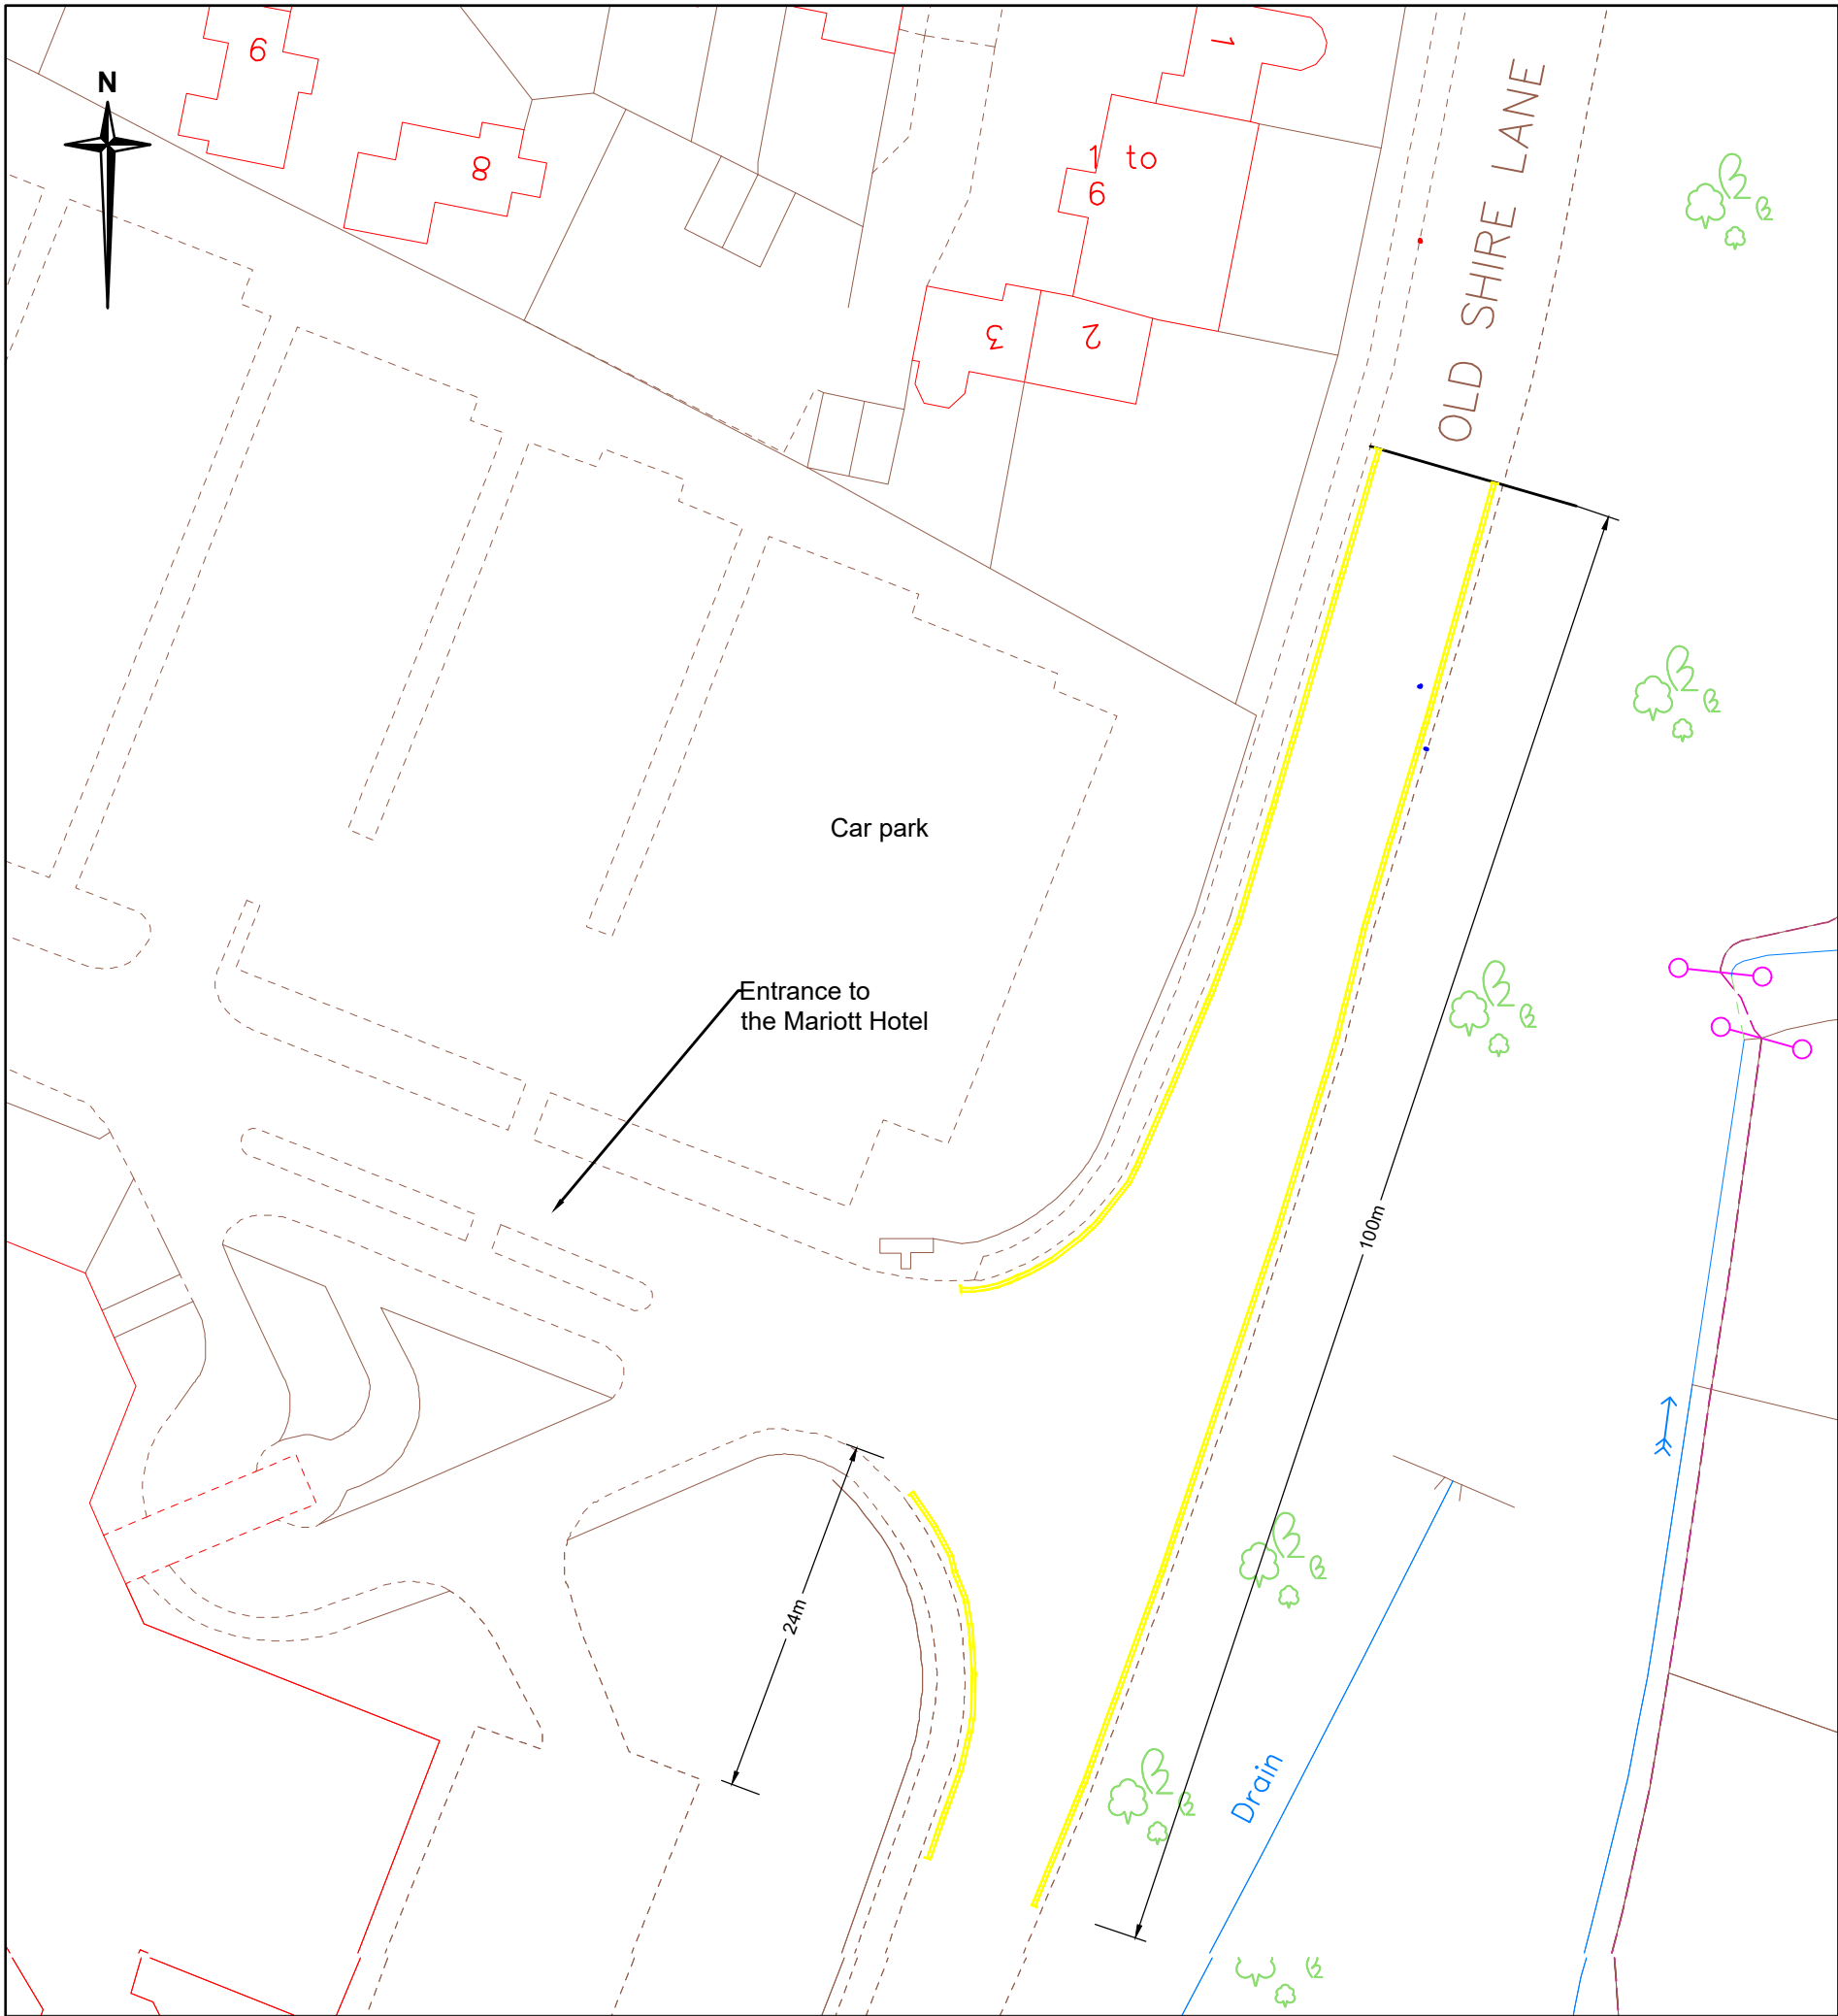 N
9
8
1
1 to
6
OLD SHIRE LANE
3
2
Car park
Entrance to
the Mariott Hotel
100m
24m
Drain